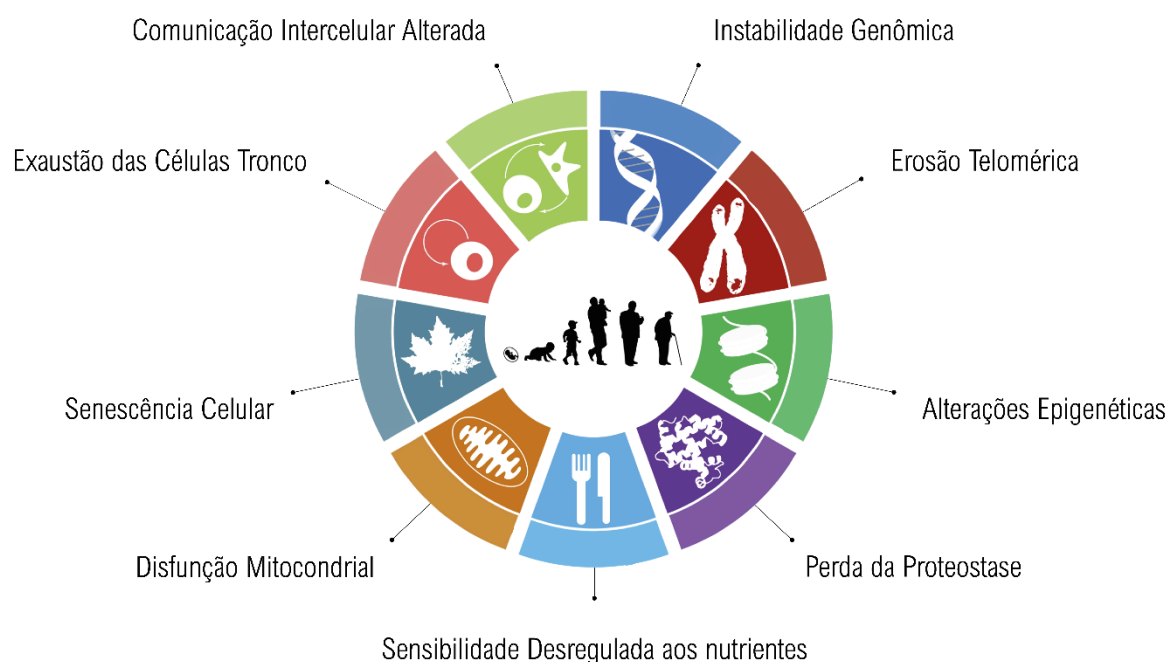 Comunicação Intercelular Alterada
Instabilidade Genômica
Exaustão das Células Tronco
Erosão Telomérica
Senescência Celular
Alterações Epigenéticas
Disfunção Mitocondrial
Perda da Proteostase
Sensibilidade Desregulada aos nutrientes